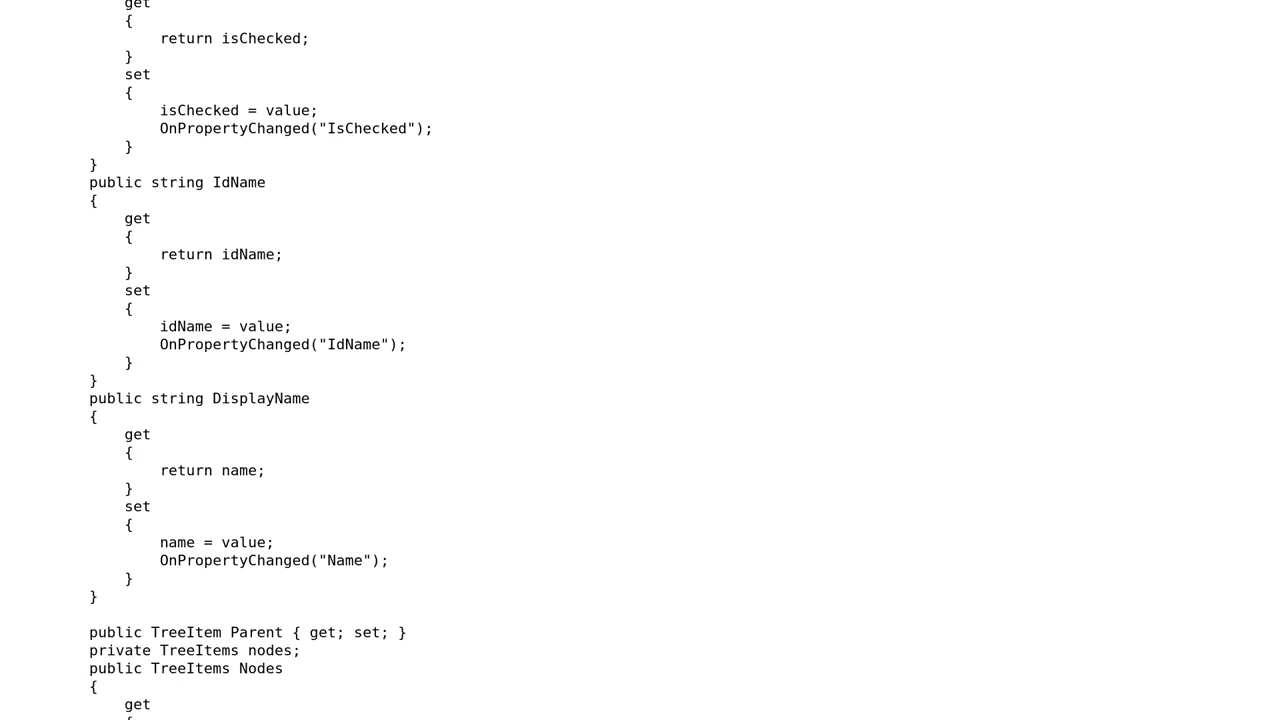 get
{
return isChecked;
}
set
{
isChecked = value;
OnPropertyChanged("IsChecked");
}
}
public string IdName
{
get
{
return idName;
}
set
{
idName = value;
OnPropertyChanged("IdName");
}
}
public string DisplayName
{
get
{
return name;
}
set
{
name = value;
OnPropertyChanged("Name");
}
}
public TreeItem Parent { get; set; }
private TreeItems nodes;
public TreeItems Nodes
{
get
{